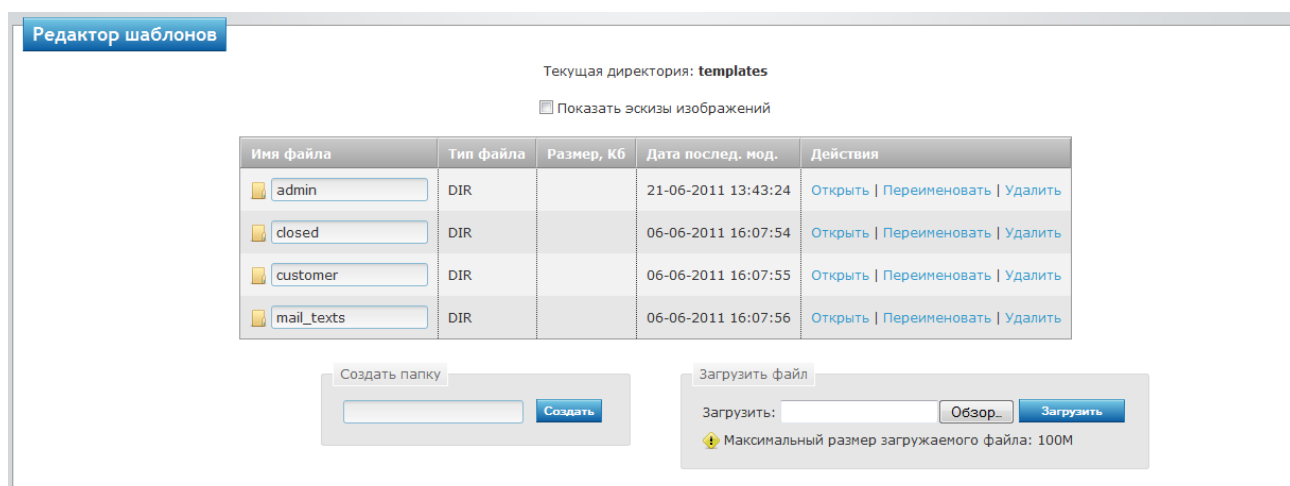 Редактор шаблонов
Текущая директория: templates
Показать эскизы изображений
Имя файла Тип файла Размер, Кб Дата послед. мод. Действия
admin DIR 21-06-2011 13:43:24 Открыть | Переименовать | Удалить
closed DIR 06-06-2011 16:07:54 Открыть | Переименовать | Удалить
customer DIR 06-06-2011 16:07:55 Открыть | Переименовать | Удалить
mail_texts DIR 06-06-2011 16:07:56 Открыть | Переименовать | Удалить
Создать папку
Создать
Загрузить файл
Загрузить: Обзор... Загрузить
Максимальный размер загружаемого файла: 100M